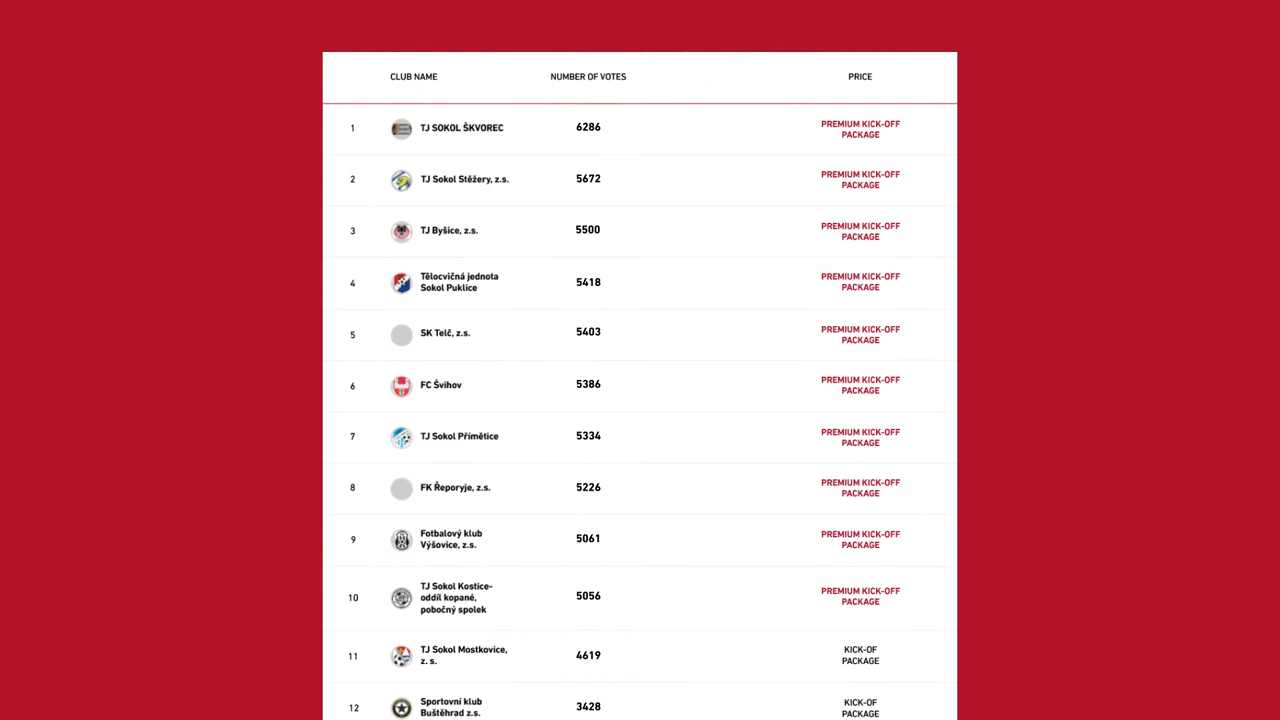 CLUB NAME NUMBER OF VOTES PRICE
1 TJ SOKOL ŠKVOREC 6286 PREMIUM KICK-OFF
PACKAGE
2 TJ Sokol Stěžery, z.s. 5672 PREMIUM KICK-OFF
PACKAGE
3 TJ Byšice, z.s. 5500 PREMIUM KICK-OFF
PACKAGE
4 Tělocvičná jednota 5418 PREMIUM KICK-OFF
Sokol Puklice PACKAGE
5 SK Telč, z.s. 5403 PREMIUM KICK-OFF
PACKAGE
6 FC Švihov 5386 PREMIUM KICK-OFF
PACKAGE
7 TJ Sokol Přímětice 5334 PREMIUM KICK-OFF
PACKAGE
8 FK Řeporyje, z.s. 5226 PREMIUM KICK-OFF
PACKAGE
9 Fotbalový klub 5061 PREMIUM KICK-OFF
Výšovice, z.s. PACKAGE
10 TJ Sokol Kostice- 5056 PREMIUM KICK-OFF
oddíl kopané, PACKAGE
pobočný spolek
11 TJ Sokol Mostkovice, 4619 KICK-OF
z. s. PACKAGE
12 Sportovní klub 3428 KICK-OF
Buštěhrad z.s. PACKAGE